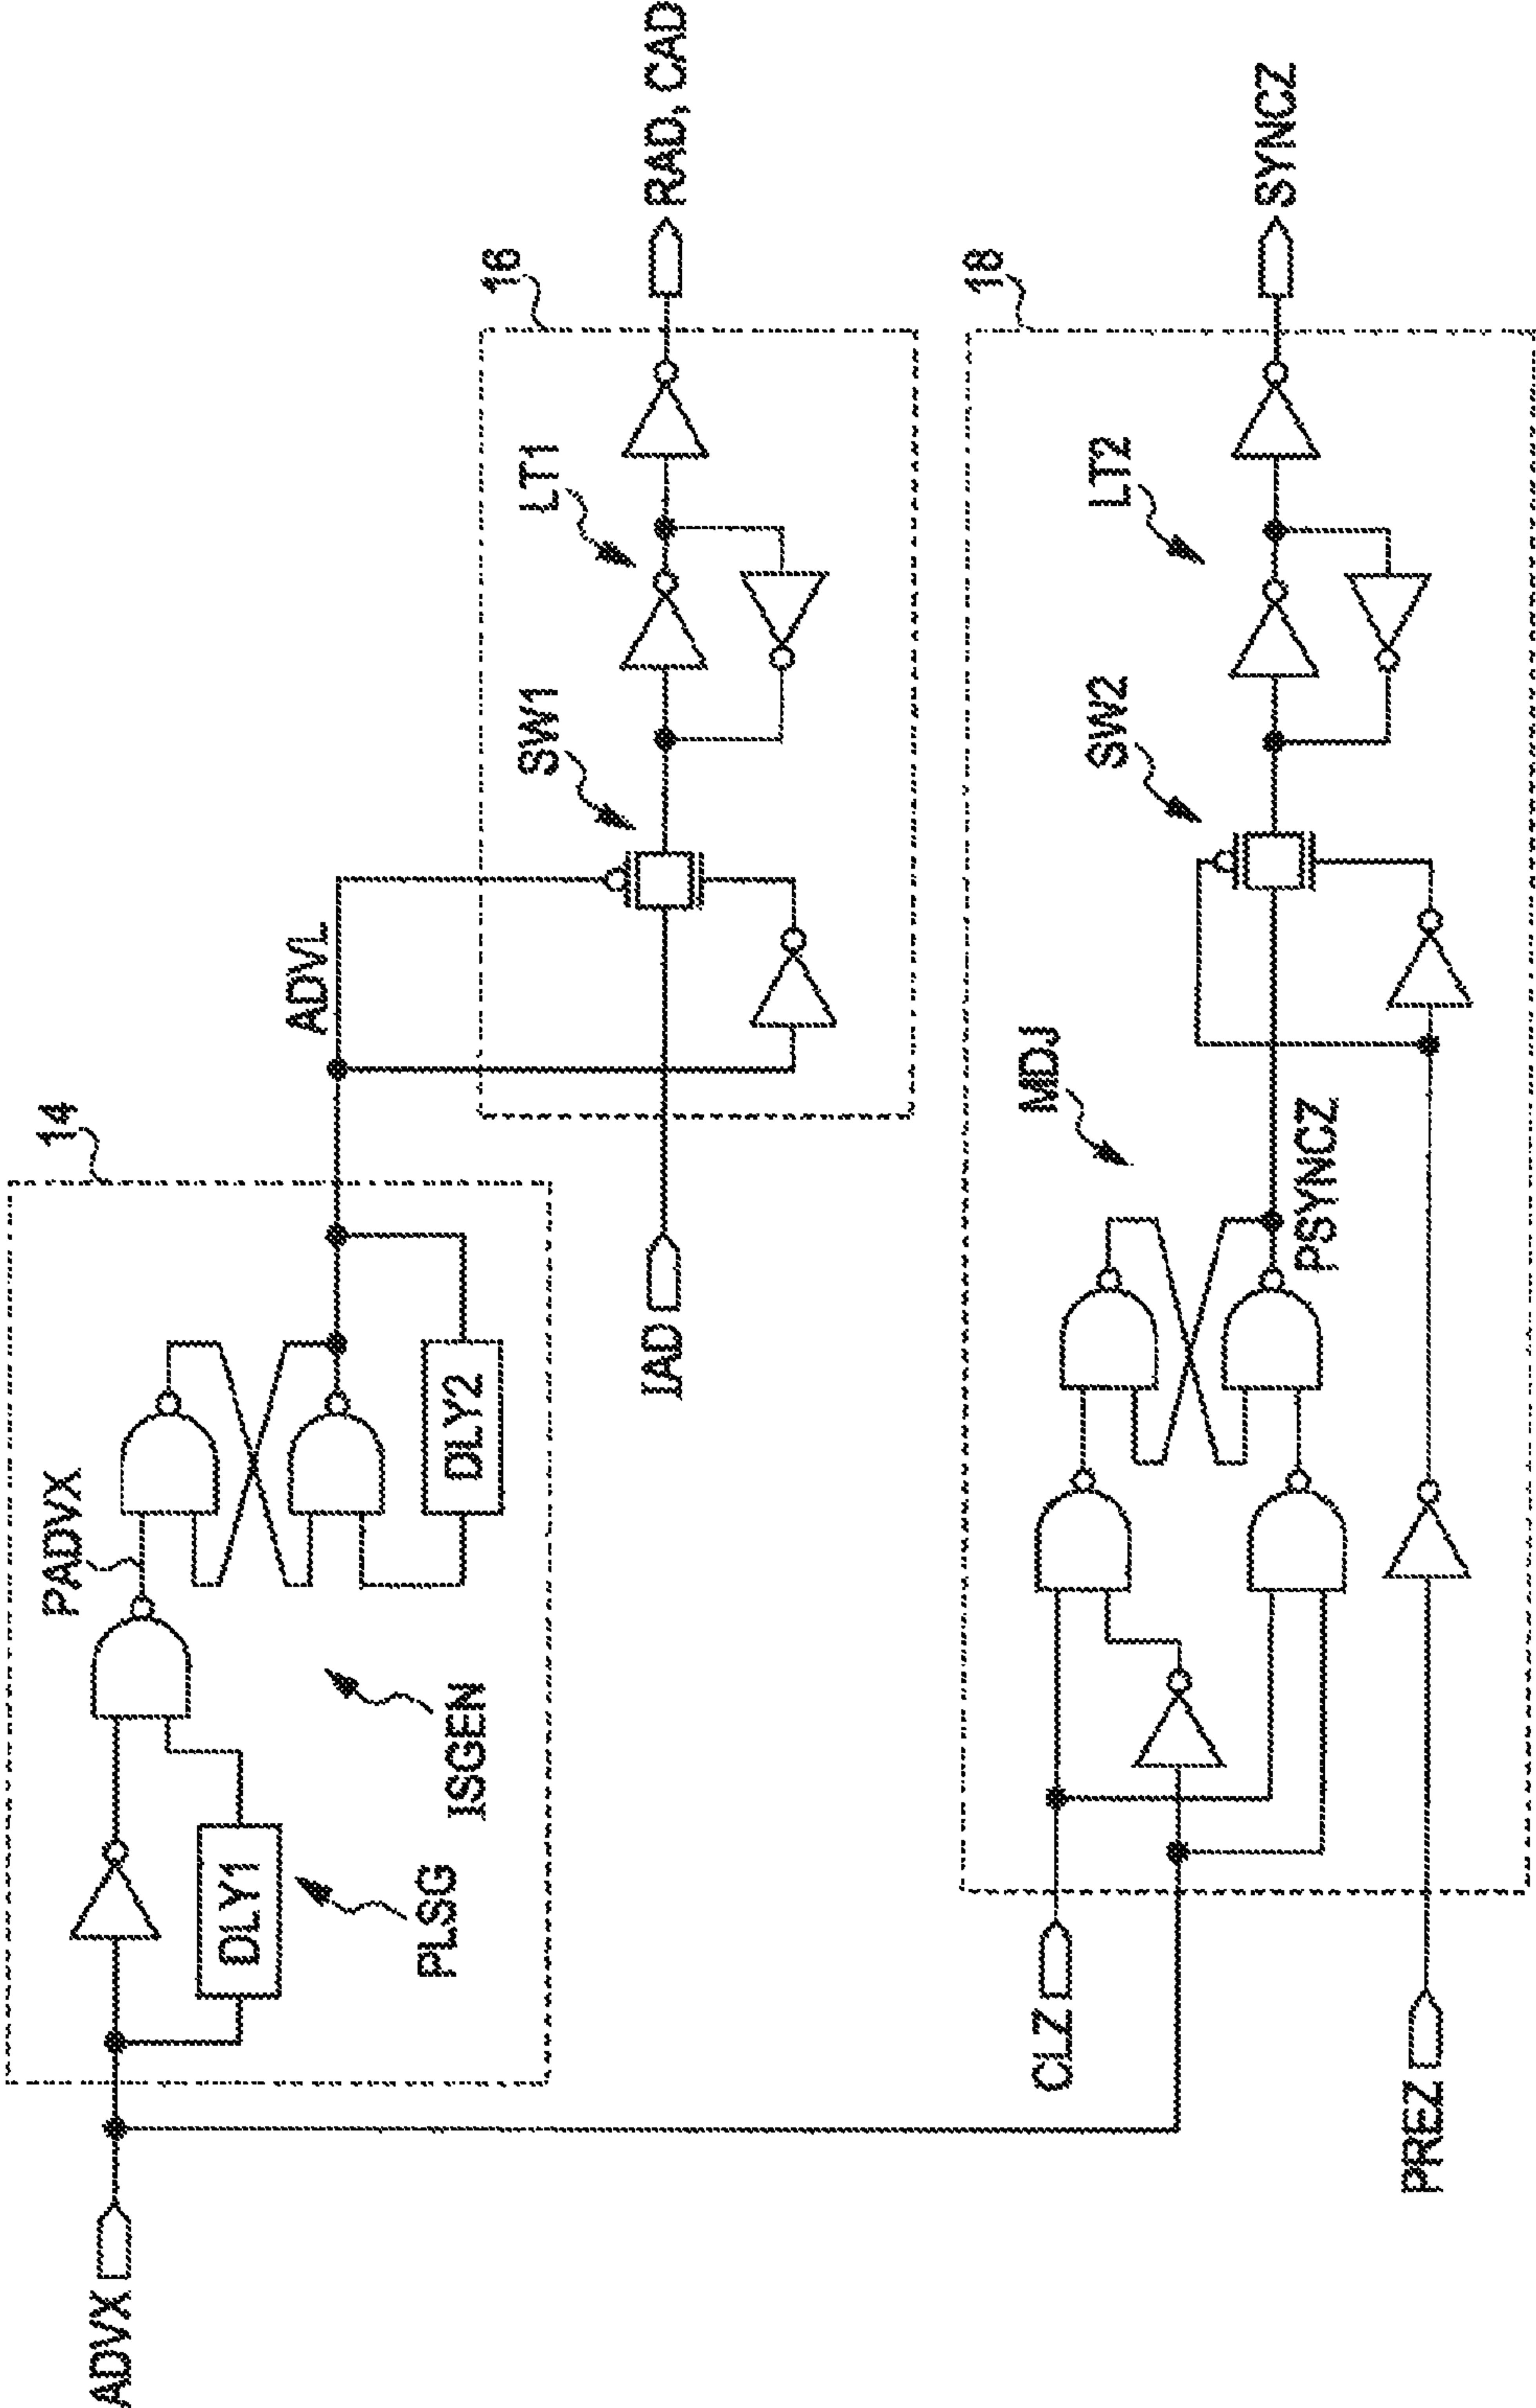 ADVX
14
DLY1
PLSG
ISGEN
PADVX
DLY2
ADVL
IAD
16
SW1
LT1
RAD, CAD
CLZ
PREZ
18
MDJ
PSYNCZ
SW2
LT2
SYNCZ